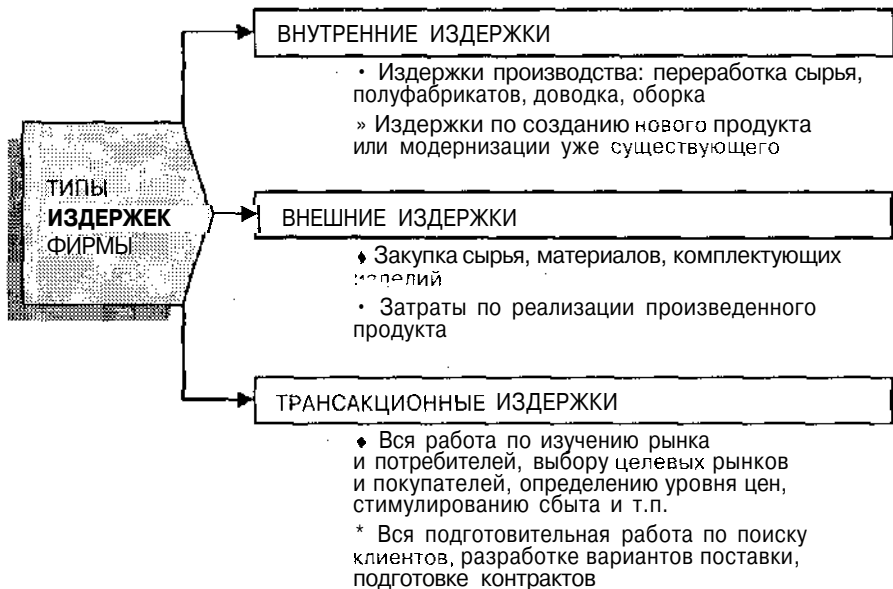 ВНУТРЕННИЕ ИЗДЕРЖКИ
• Издержки производства: переработка сырья,
полуфабрикатов, доводка, оборка
» Издержки по созданию нового продукта
или модернизации уже существующего
ТИПЫ
ИЗДЕРЖЕК
ФИРМЫ
ВНЕШНИЕ ИЗДЕРЖКИ
♦ Закупка сырья, материалов, комплектующих
изделий
• Затраты по реализации произведенного
продукта
ТРАНСАКЦИОННЫЕ ИЗДЕРЖКИ
♦ Вся работа по изучению рынка
и потребителей, выбору целевых рынков
и покупателей, определению уровня цен,
стимулированию сбыта и т.п.
* Вся подготовительная работа по поиску
клиентов, разработке вариантов поставки,
подготовке контрактов